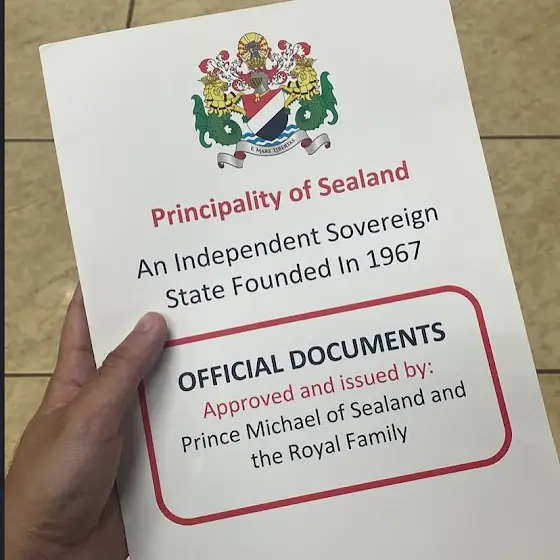 E MARE LIBERTAS
Principality of Sealand
An Independent Sovereign
State Founded In 1967
OFFICIAL DOCUMENTS
Approved and issued by:
Prince Michael of Sealand and
the Royal Family